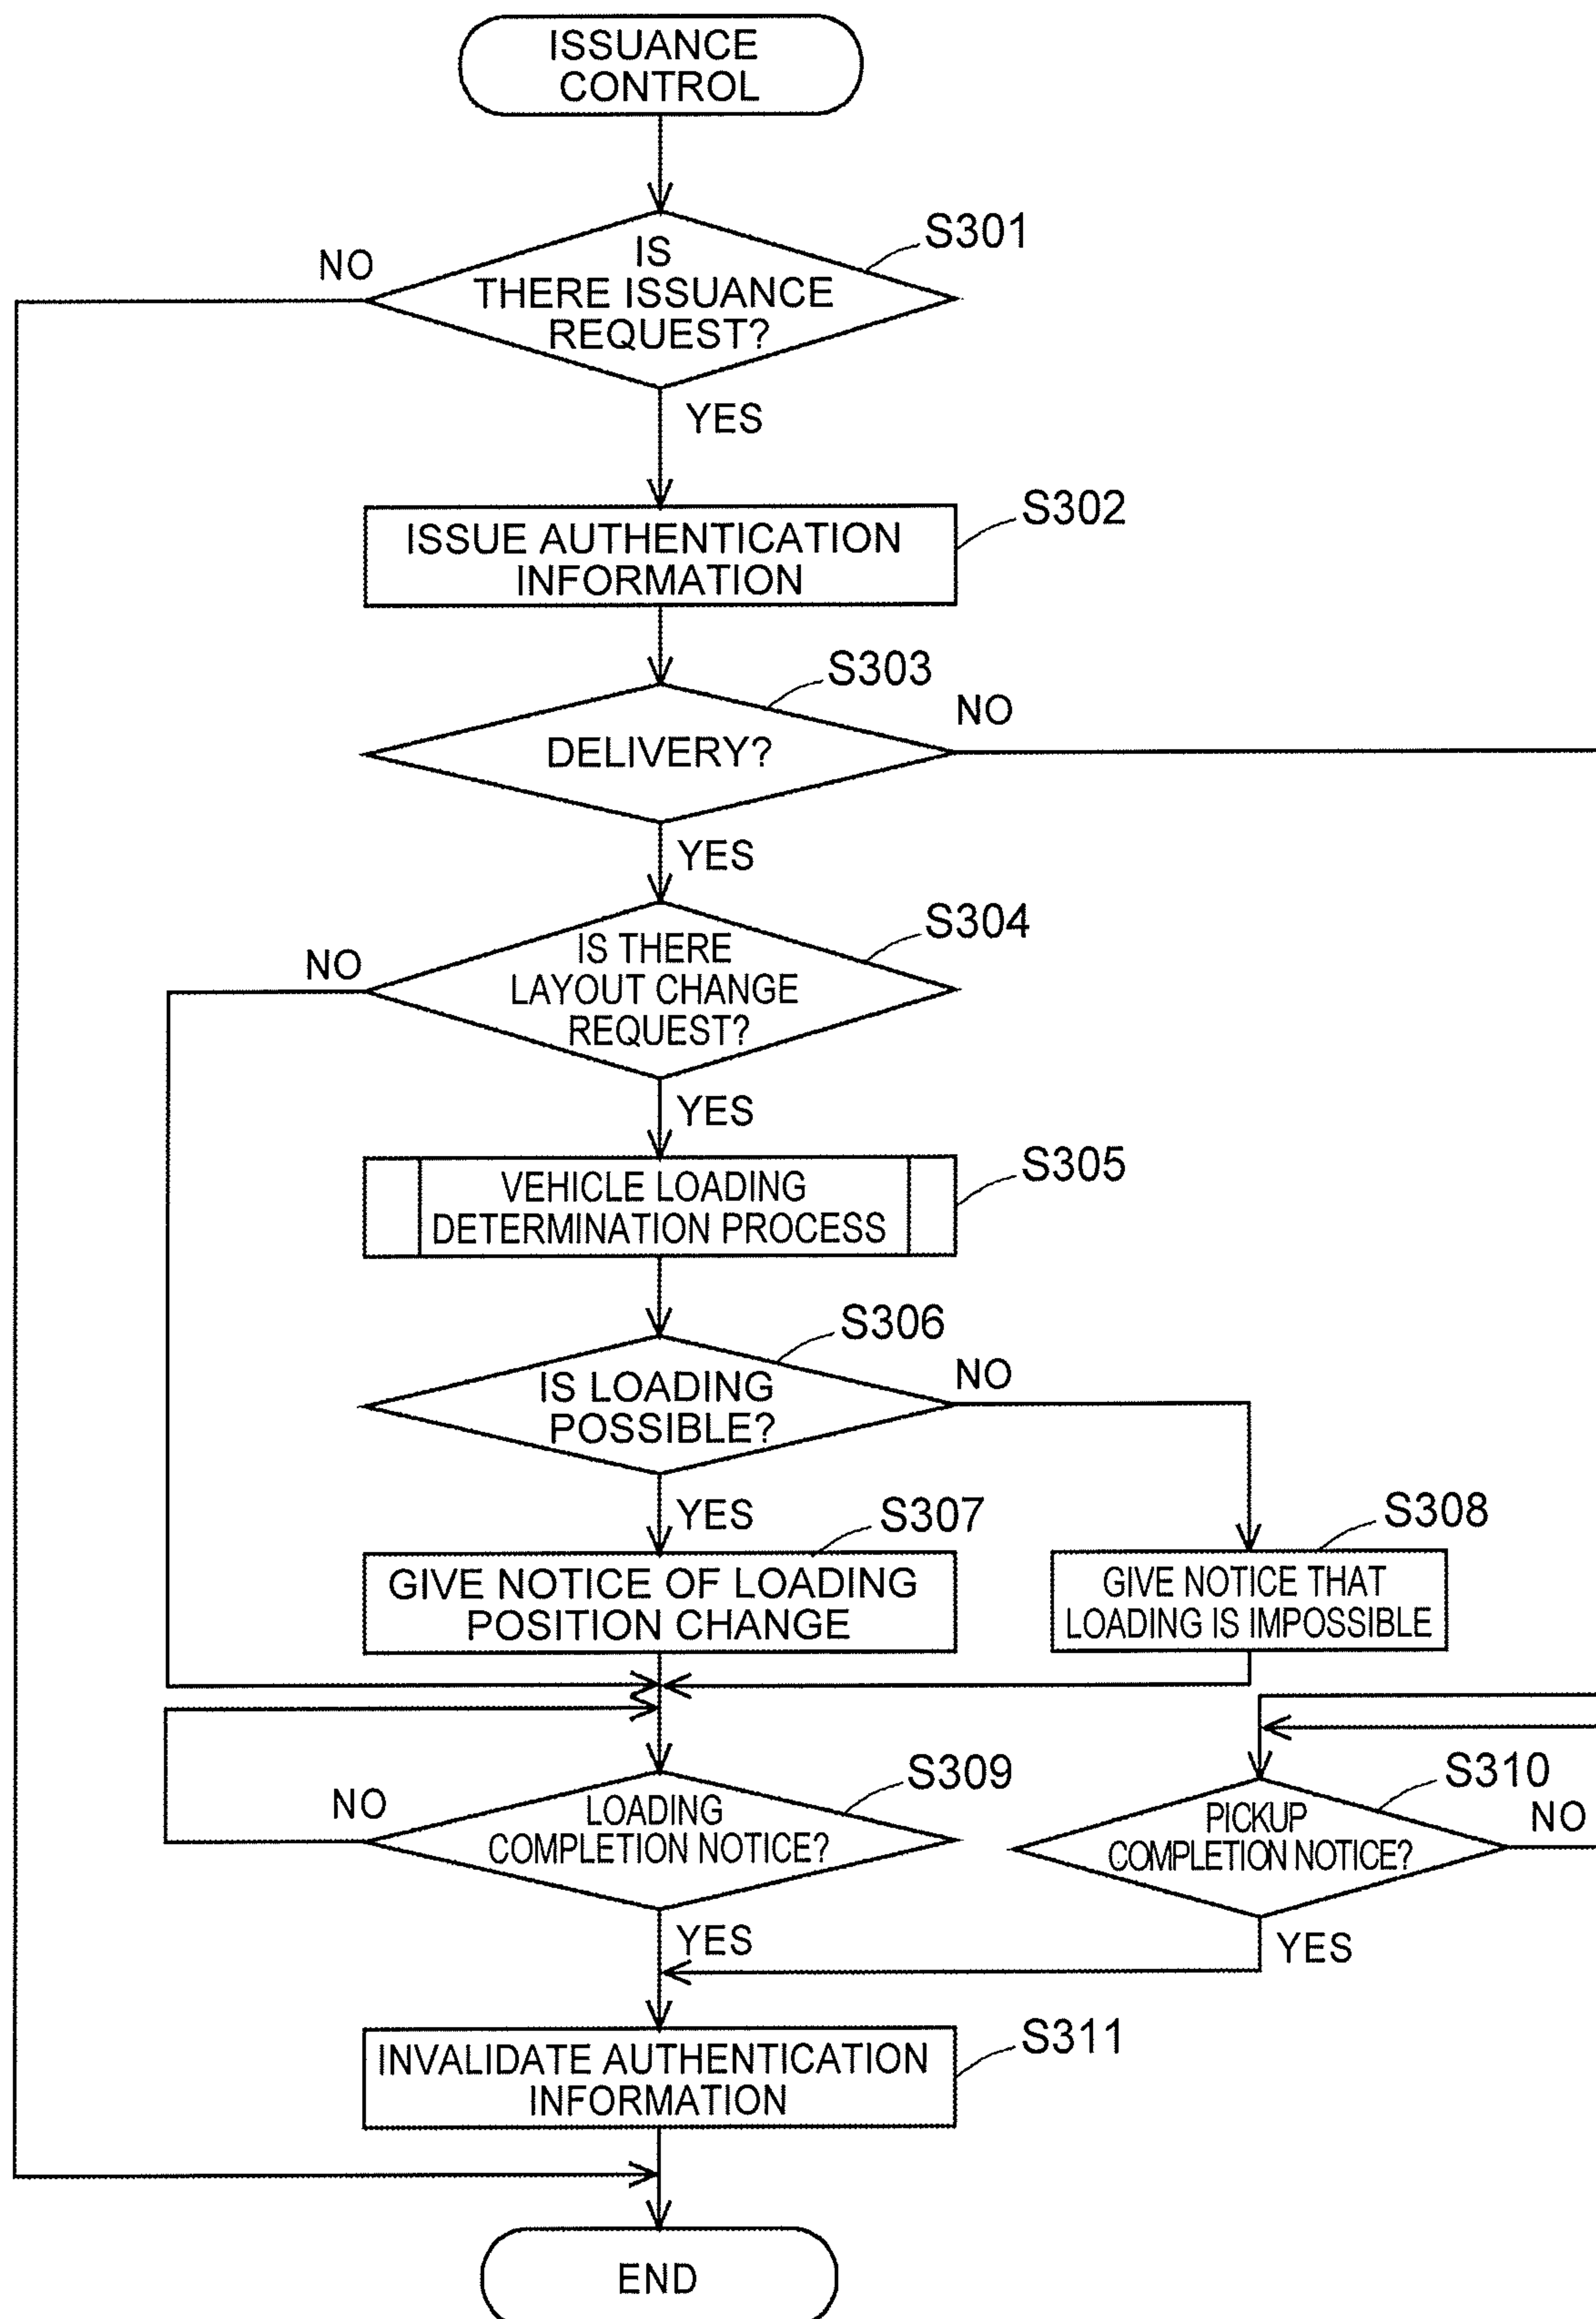 ISSUANCE
CONTROL
S301
NO
IS
THERE ISSUANCE
REQUEST?
YES
S302
ISSUE AUTHENTICATION
INFORMATION
S303
NO
DELIVERY?
YES
S304
NO
IS THERE
LAYOUT CHANGE
REQUEST?
YES
S305
VEHICLE LOADING
DETERMINATION PROCESS
S306
NO
IS LOADING
POSSIBLE?
YES
S307
S308
GIVE NOTICE OF LOADING
POSITION CHANGE
GIVE NOTICE THAT
LOADING IS IMPOSSIBLE
S309
S310
NO
LOADING
COMPLETION NOTICE?
PICKUP
COMPLETION NOTICE?
NO
YES
YES
S311
INVALIDATE AUTHENTICATION
INFORMATION
END